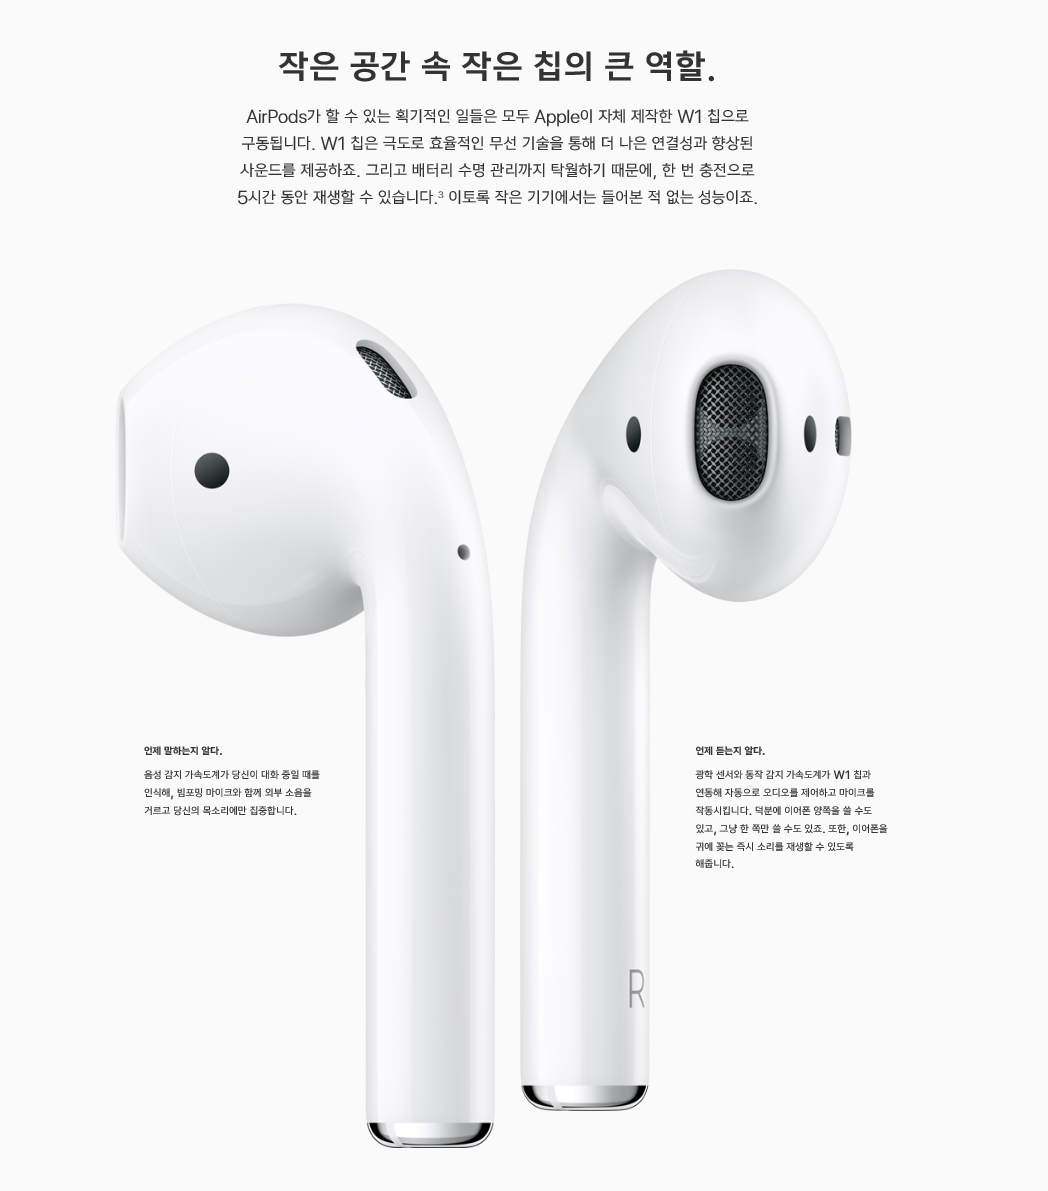 작은 공간 속 작은 칩의 큰 역할.
AirPods가 할 수 있는 획기적인 일들은 모두 Apple이 자체 제작한 W1 칩으로
구동됩니다. W1 칩은 극도로 효율적인 무선 기술을 통해 더 나은 연결성과 향상된
사운드를 제공하죠. 그리고 배터리 수명 관리까지 탁월하기 때문에, 한 번 충전으로
5시간 동안 재생할 수 있습니다.³ 이토록 작은 기기에서는 들어본 적 없는 성능이죠.
언제 말하는지 알다.
음성 감지 가속도계가 당신이 대화 중일 때를
인식해, 빔포밍 마이크와 함께 외부 소음을
거르고 당신의 목소리에만 집중합니다.
언제 듣는지 알다.
광학 센서와 동작 감지 가속도계가 W1 칩과
연동해 자동으로 오디오를 제어하고 마이크를
작동시킵니다. 덕분에 이어폰 양쪽을 쓸 수도
있고, 그냥 한 쪽만 쓸 수도 있죠. 또한, 이어폰을
귀에 꽂는 즉시 소리를 재생할 수 있도록
해줍니다.
R